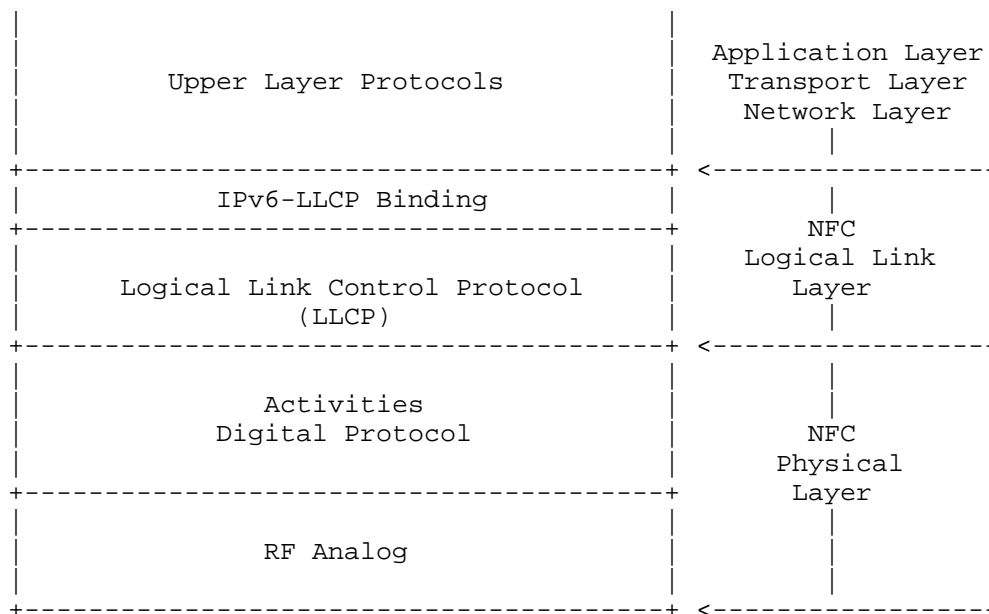 Application Layer
Upper Layer Protocols Transport Layer
Network Layer
IPv6-LLCP Binding
NFC
Logical Link
Logical Link Control Protocol Layer
(LLCP)
Activities
Digital Protocol NFC
Physical
Layer
RF Analog